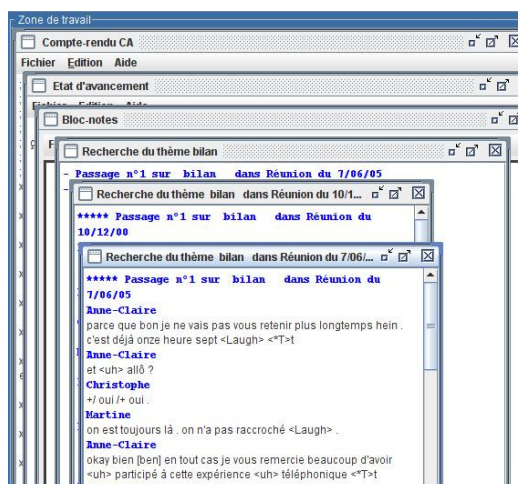 Zone de travail
Compte-rendu CA
Fichier Edition Aide
Etat d'avancement
Bloc-notes
Recherche du thème bilan
- Passage n°1 sur bilan dans Réunion du 7/06/05
Recherche du thème bilan dans Réunion du 10/1...
***** Passage n°1 sur bilan dans Réunion du
10/12/00
Recherche du thème bilan dans Réunion du 7/06/...
***** Passage n°1 sur bilan dans Réunion du
7/06/05
Anne-Claire
parce que bon je ne vais pas vous retenir plus longtemps hein .
c'est déjà onze heure sept <Laugh> <*T>t
Anne-Claire
et <uh> allô ?
Christophe
+/ oui /+ oui .
Martine
on est toujours là . on n'a pas raccroché <Laugh> .
Anne-Claire
okay bien [ben] en tout cas je vous remercie beaucoup d'avoir
<uh> participé à cette expérience <uh> téléphonique <*T>t